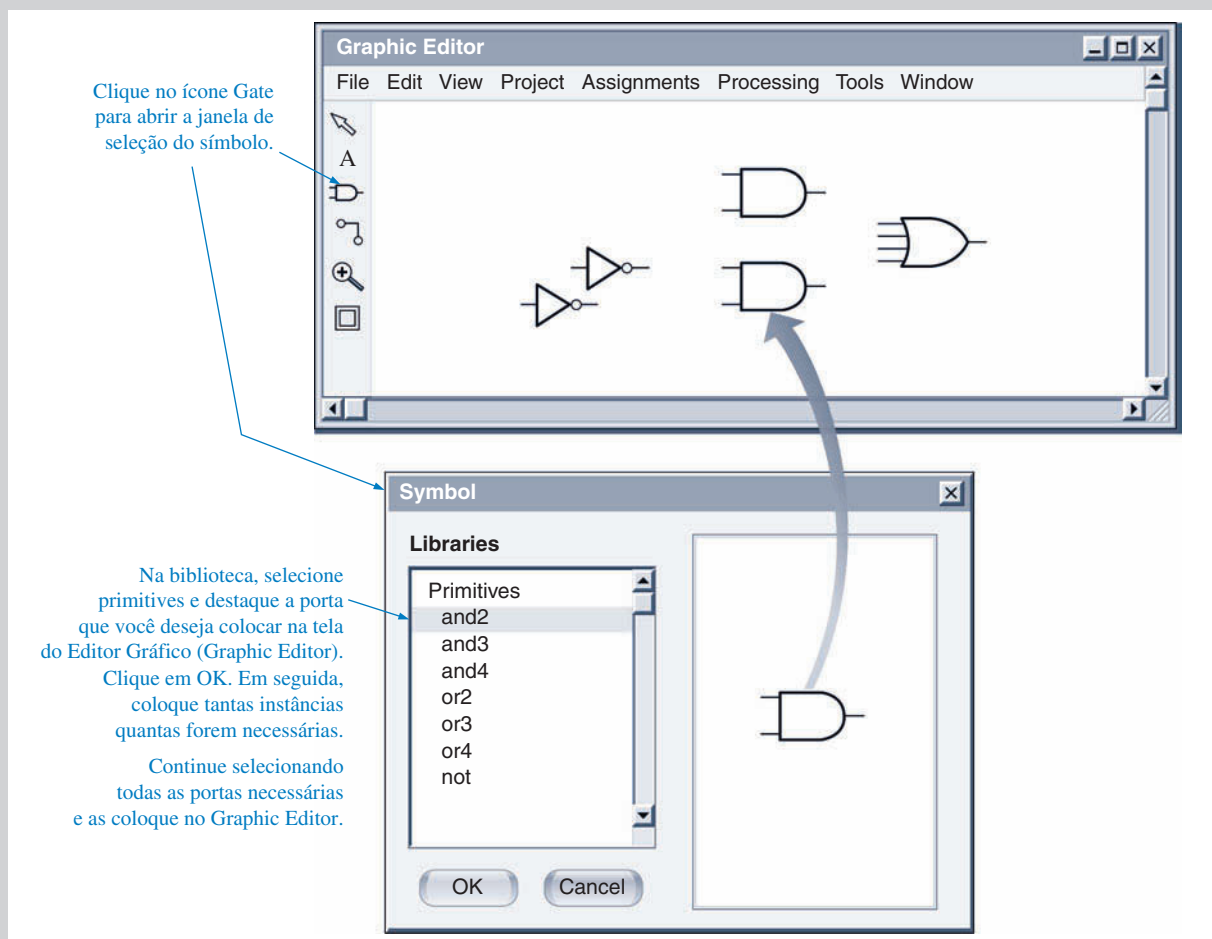 Graphic Editor
File Edit View Project Assignments Processing Tools Window
Clique no ícone Gate
para abrir a janela de
seleção do símbolo.
A
Symbol
Libraries
Primitives
and2
and3
and4
or2
or3
or4
not
OK
Cancel
Na biblioteca, selecione
primitives e destaque a porta
que você deseja colocar na tela
do Editor Gráfico (Graphic Editor).
Clique em OK. Em seguida,
coloque tantas instâncias
quantas forem necessárias.
Continue selecionando
todas as portas necessárias
e as coloque no Graphic Editor.